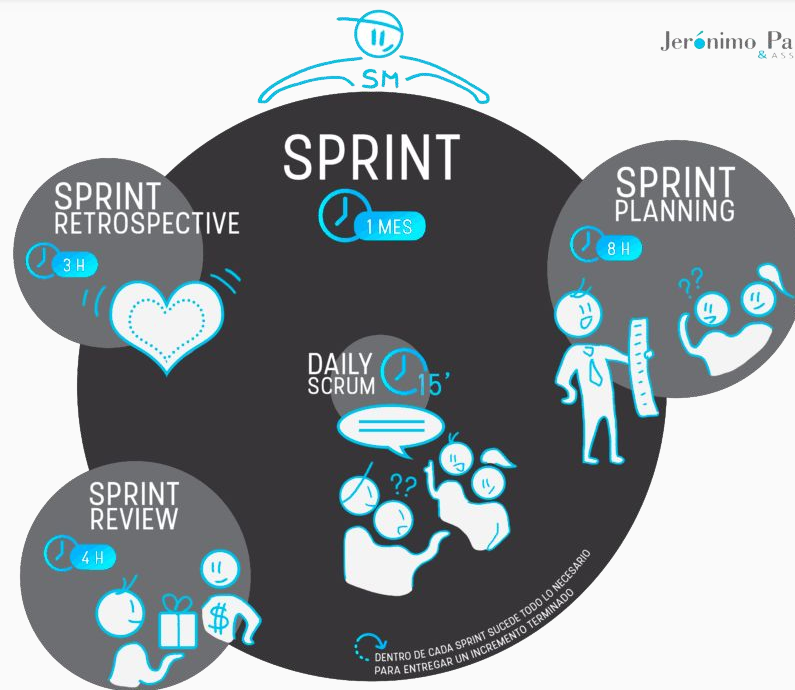 Jerónimo Pa
& ASS
SM
SPRINT
1 MES
SPRINT
RETROSPECTIVE
3 H
SPRINT
PLANNING
8 H
??
DAILY
SCRUM
15'
??
SPRINT
REVIEW
4 H
$
DENTRO DE CADA SPRINT SUCEDE TODO LO NECESARIO
PARA ENTREGAR UN INCREMENTO TERMINADO